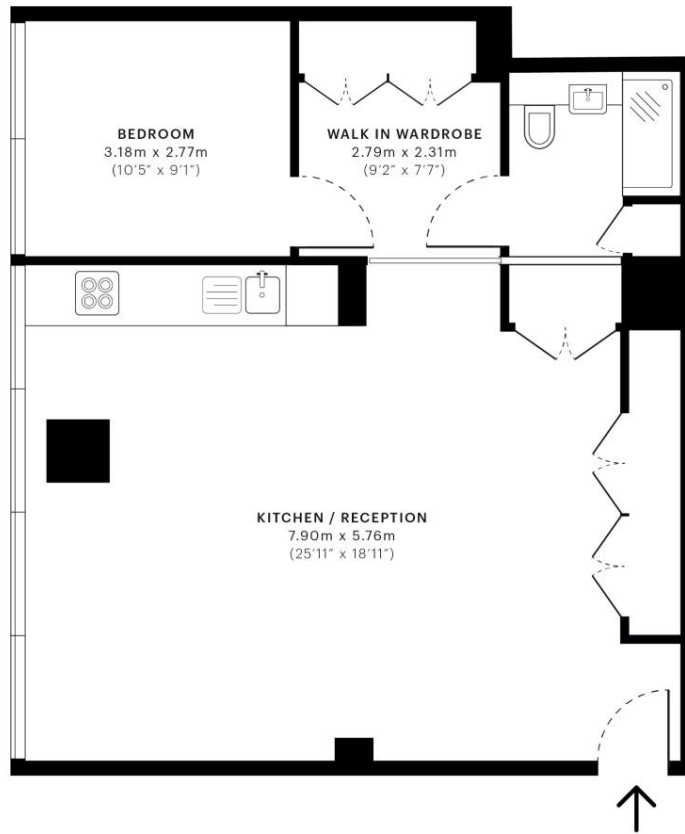 BEDROOM
3.18m x 2.77m
(10'5" x 9'1")
WALK IN WARDROBE
2.79m x 2.31m
(9'2" x 7'7")
KITCHEN / RECEPTION
7.90m x 5.76m
(25'11" x 18'11")